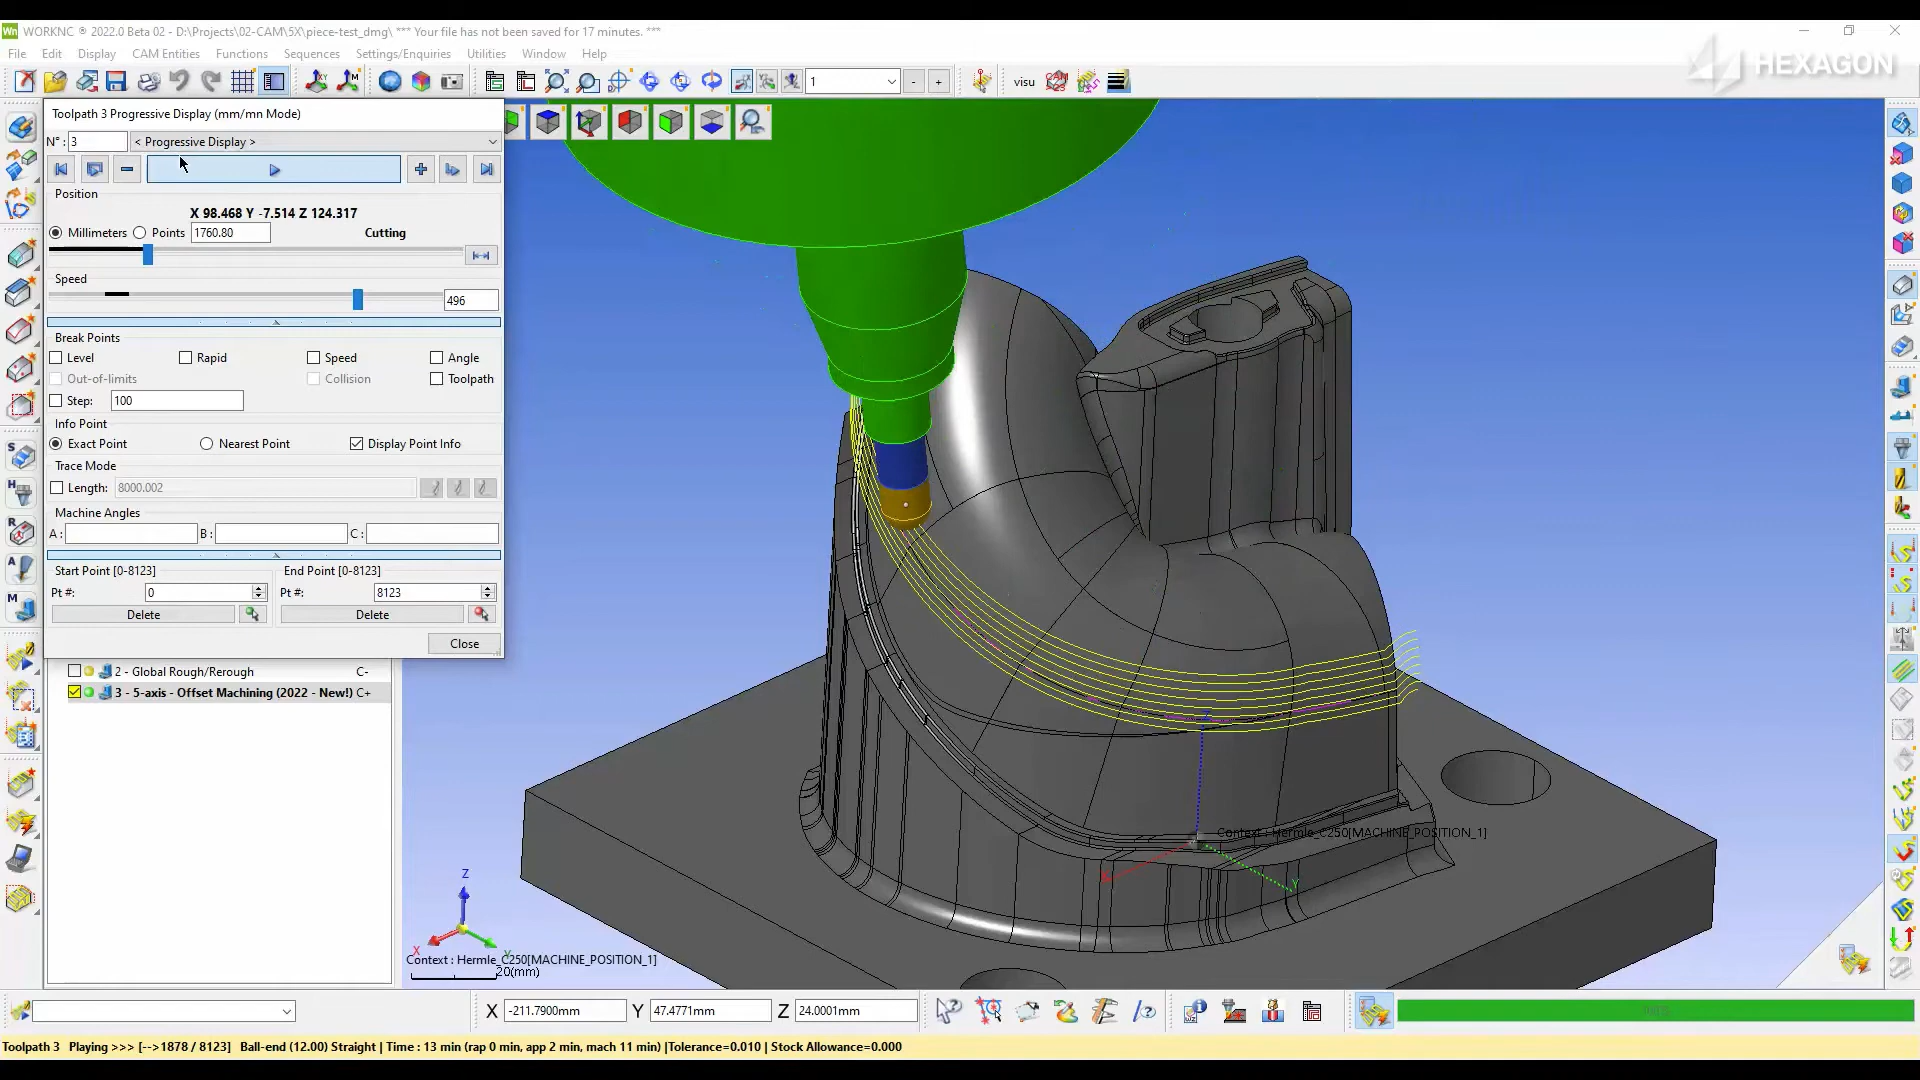 WORKNC ® 2022.0 Beta 02 - D:\Projects\02-CAM\5X\piece-test_dmg\ *** Your file has not been saved for 17 minutes. ***
File Edit Display CAM Entities Functions Sequences Settings/Enquiries Utilities Window Help
HEXAGON
1 - + visu
Toolpath 3 Progressive Display (mm/mn Mode)
N° : 3 < Progressive Display >
Position
X 98.468 Y -7.514 Z 124.317
Millimeters Points 1760.80 Cutting
Speed
496
Break Points
Level Rapid Speed Angle
Out-of-limits Collision Toolpath
Step: 100
Info Point
Exact Point Nearest Point Display Point Info
Trace Mode
Length: 8000.002
Machine Angles
A : B : C :
Start Point [0-8123] End Point [0-8123]
Pt #: 0 Pt #: 8123
Delete Delete
Close
2 - Global Rough/Rerough C-
3 - 5-axis - Offset Machining (2022 - New!) C+
Z
Context : Hermle_C250[MACHINE_POSITION_1]
Y
Z
X
Y
Context : Hermle_C250[MACHINE_POSITION_1]
20(mm)
X -211.7900mm Y 47.4771mm Z 24.0001mm
Toolpath 3 Playing >>> [-->1878 / 8123] Ball-end (12.00) Straight | Time : 13 min (rap 0 min, app 2 min, mach 11 min) |Tolerance=0.010 | Stock Allowance=0.000